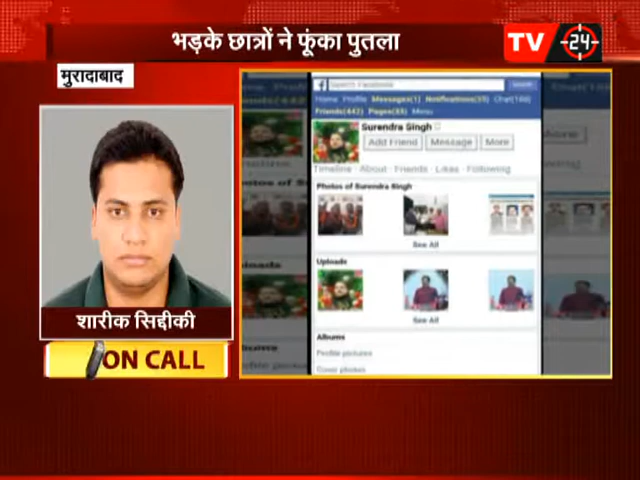 भड़के छात्रों ने फूंका पुतला
TV 24
मुरादाबाद
शारीक सिद्दीकी
ON CALL
Search Facebook
Home Profile Messages(1) Notifications(35) Chat(188)
Friends(442) Pages(88) Menu
Surendra Singh
Add Friend Message More
Timeline · About · Friends · Likes · Following
Photos of Surendra Singh
See All
Uploads
See All
Albums
Profile pictures
Cover photos